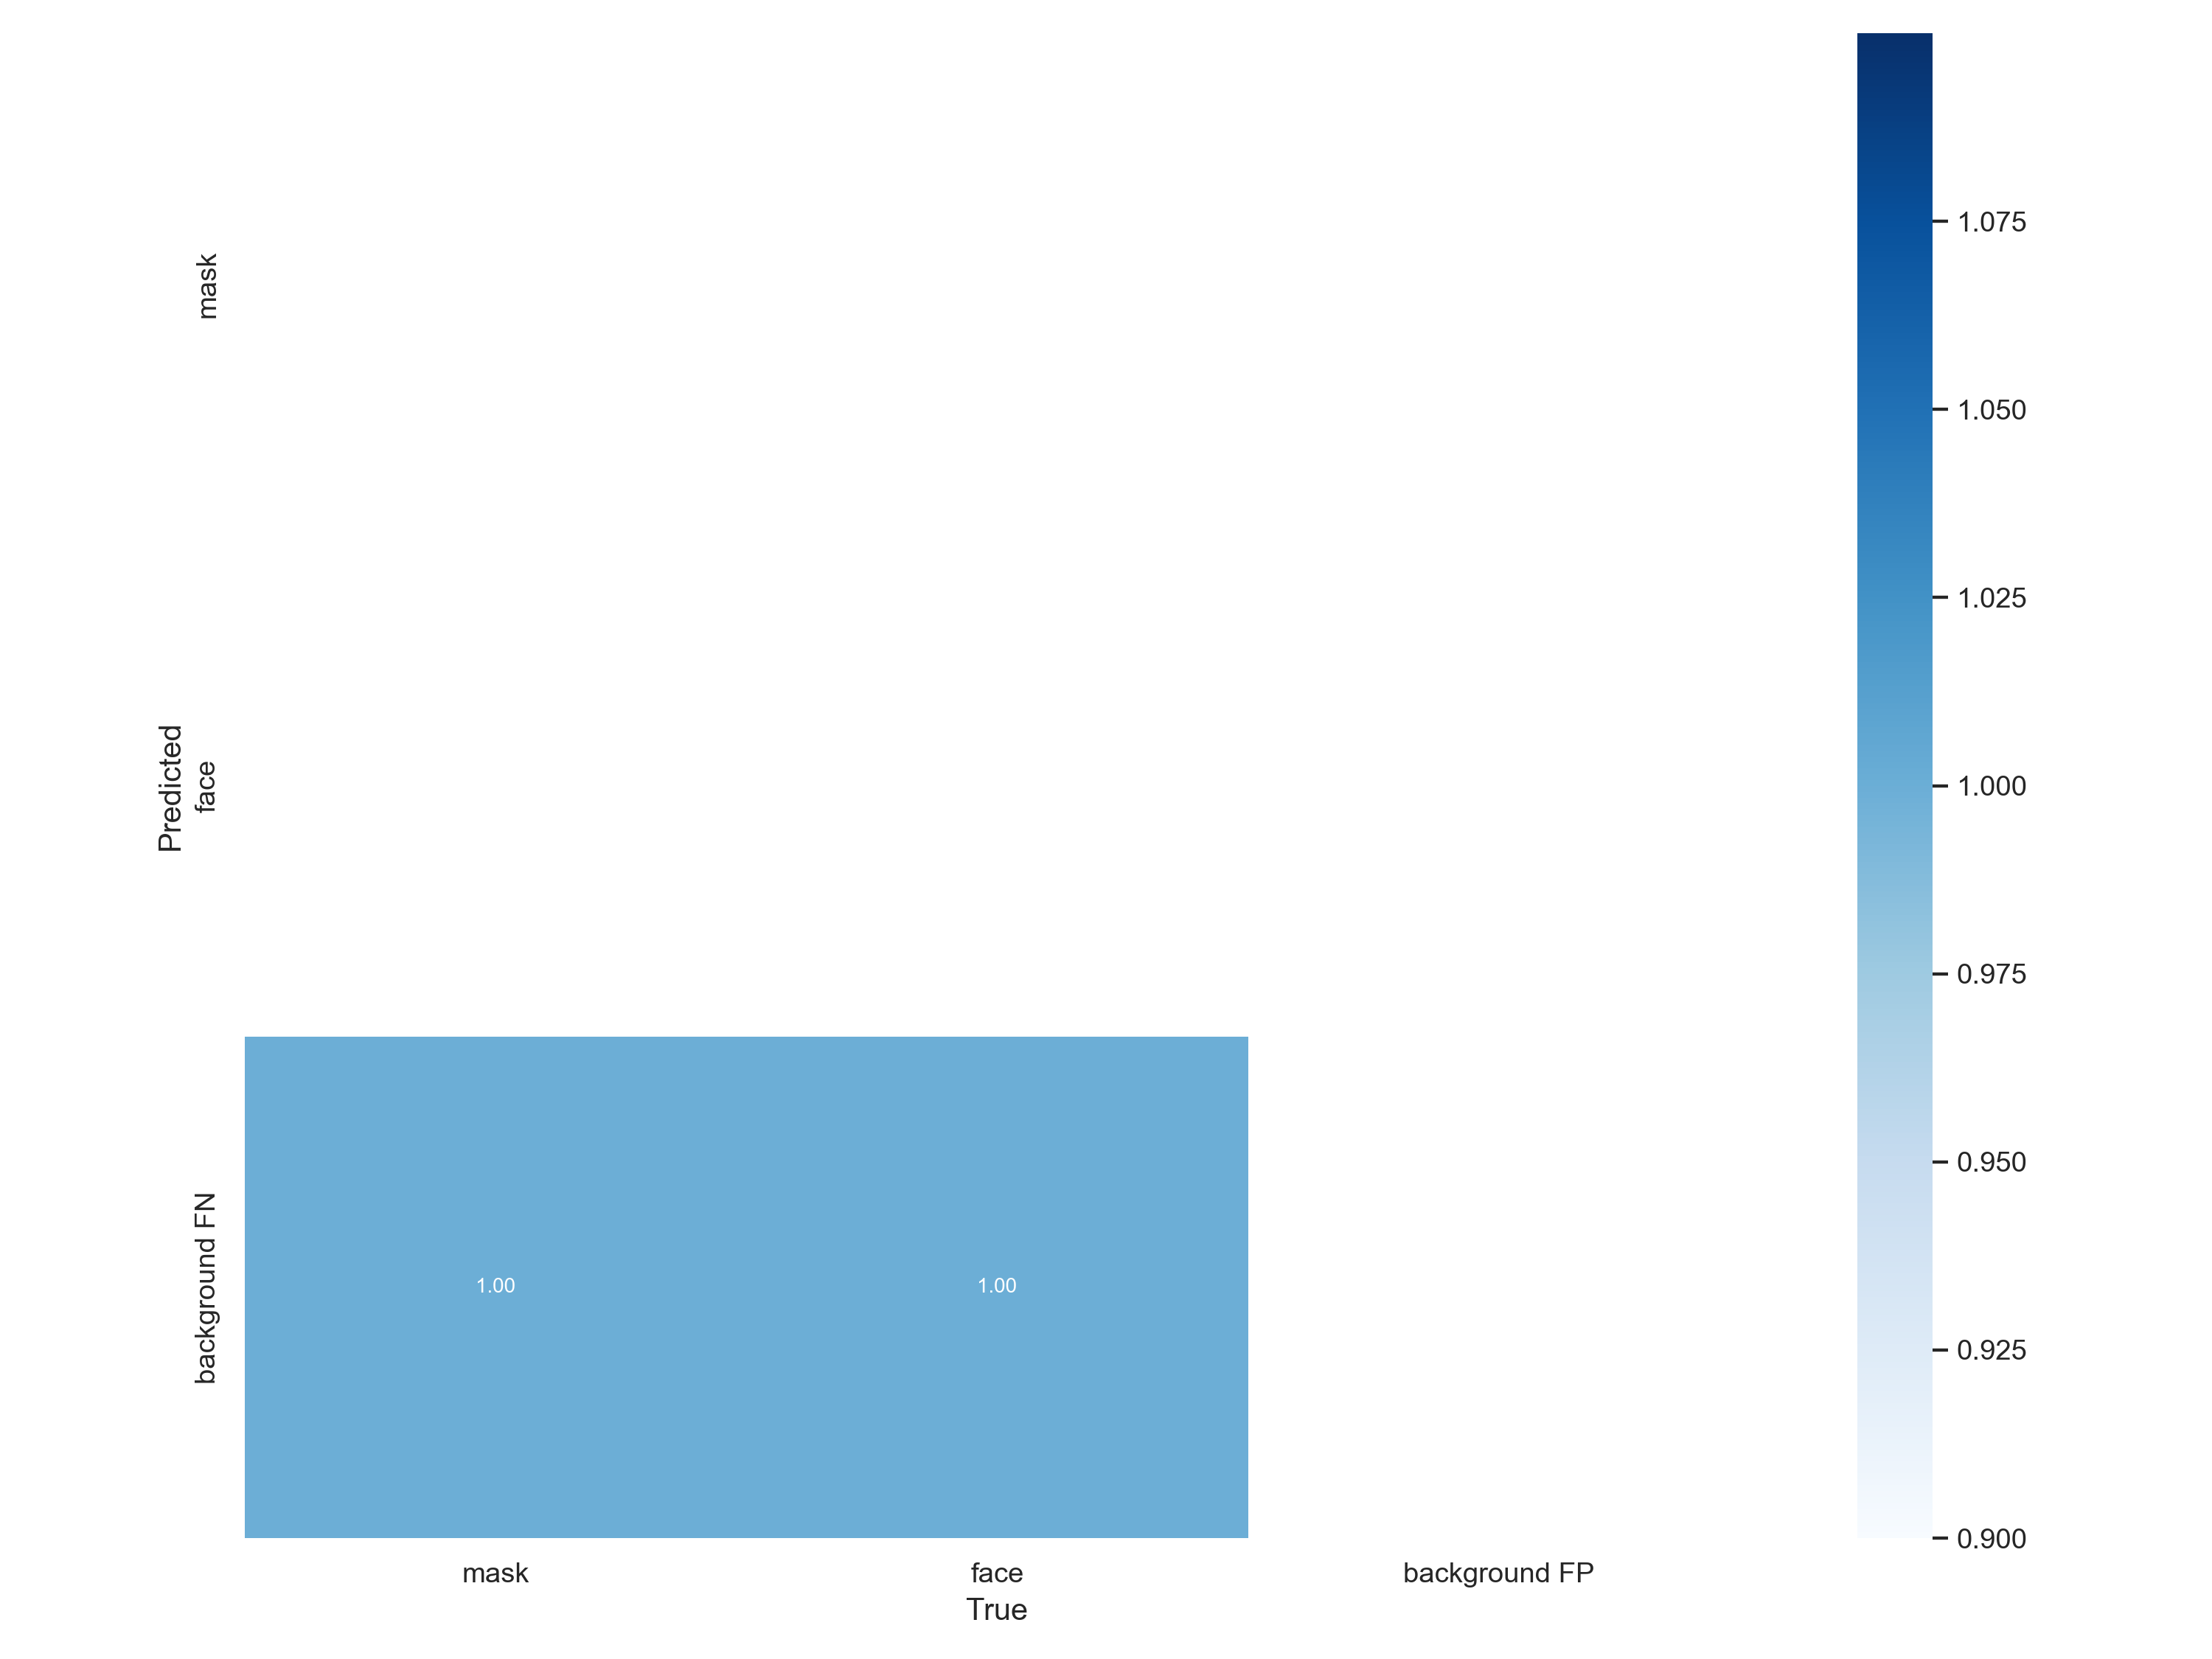 Predicted
mask
face
background FN
1.00
1.00
mask
face
background FP
True
1.075
1.050
1.025
1.000
0.975
0.950
0.925
0.900